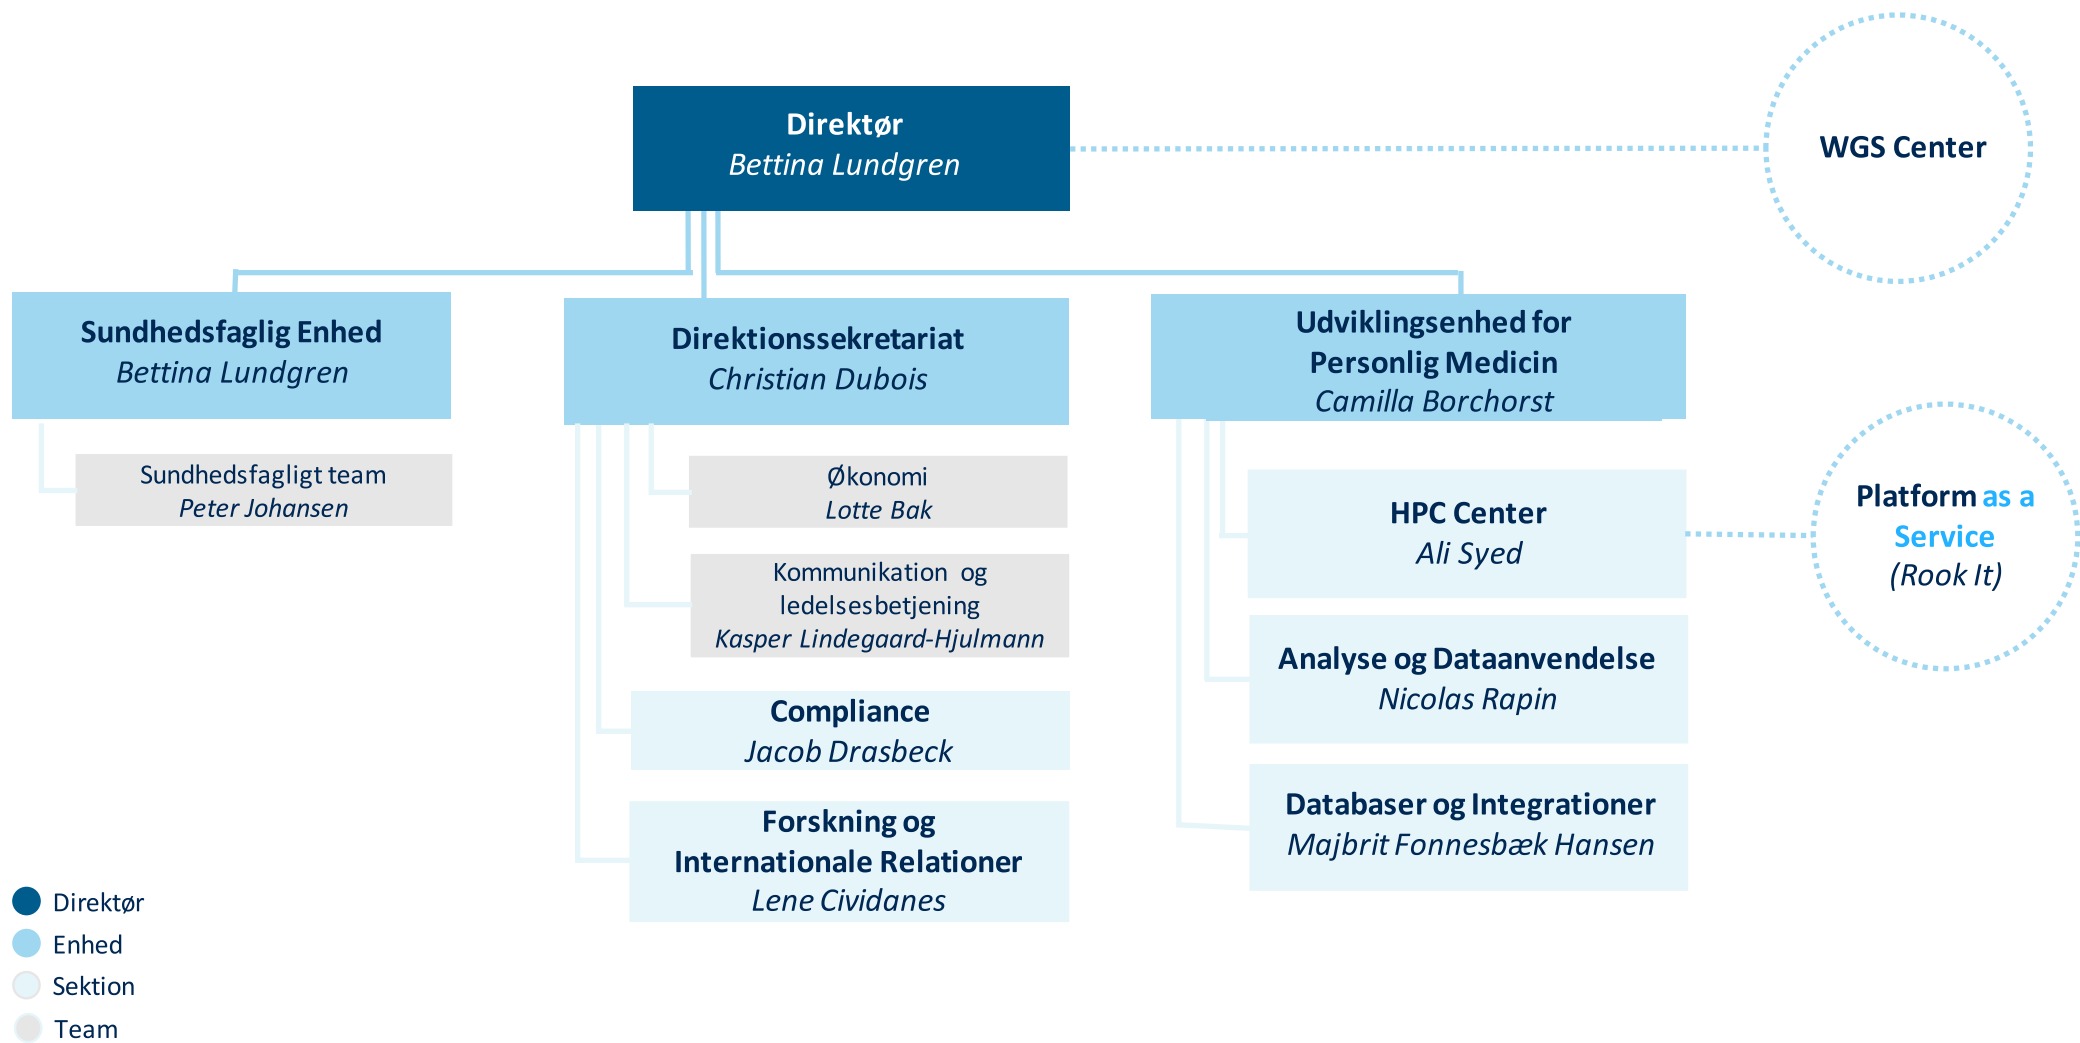 Direktør
Bettina Lundgren
WGS Center
Sundhedsfaglig Enhed
Bettina Lundgren
Sundhedsfagligt team
Peter Johansen
Direktionssekretariat
Christian Dubois
Økonomi
Lotte Bak
Kommunikation og
ledelsesbetjening
Kasper Lindegaard-Hjulmann
Compliance
Jacob Drasbeck
Forskning og
Internationale Relationer
Lene Cividanes
Udviklingsenhed for
Personlig Medicin
Camilla Borchorst
HPC Center
Ali Syed
Platform as a
Service
(Rook It)
Analyse og Dataanvendelse
Nicolas Rapin
Databaser og Integrationer
Majbrit Fonnesbæk Hansen
Direktør
Enhed
Sektion
Team